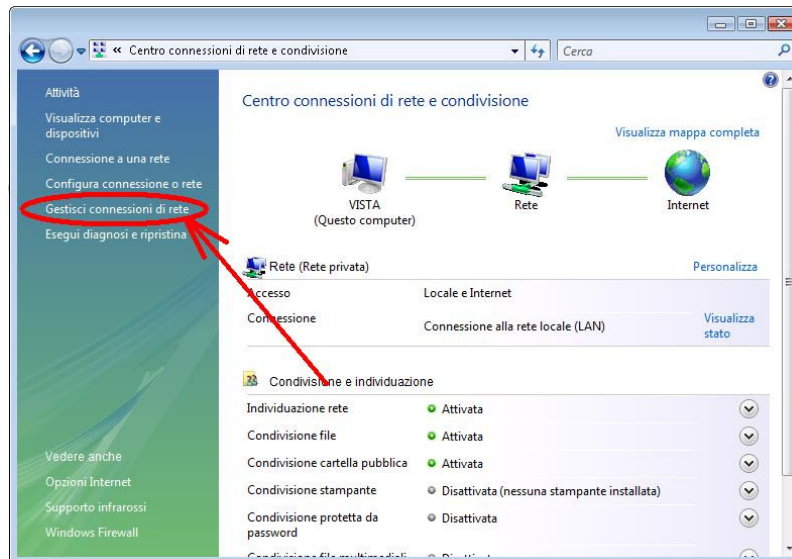 « Centro connessioni di rete e condivisione
Cerca
Attività
Visualizza computer e
dispositivi
Connessione a una rete
Configura connessione o rete
Gestisci connessioni di rete
Esegui diagnosi e ripristina
Vedere anche
Opzioni Internet
Supporto infrarossi
Windows Firewall
Centro connessioni di rete e condivisione
Visualizza mappa completa
VISTA
(Questo computer)
Rete
Internet
Rete (Rete privata)
Personalizza
Accesso
Locale e Internet
Connessione
Connessione alla rete locale (LAN)
Visualizza
stato
Condivisione e individuazione
Individuazione rete
Attivata
Condivisione file
Attivata
Condivisione cartella pubblica
Attivata
Condivisione stampante
Disattivata (nessuna stampante installata)
Condivisione protetta da
password
Disattivata
Condivisione file multimediali